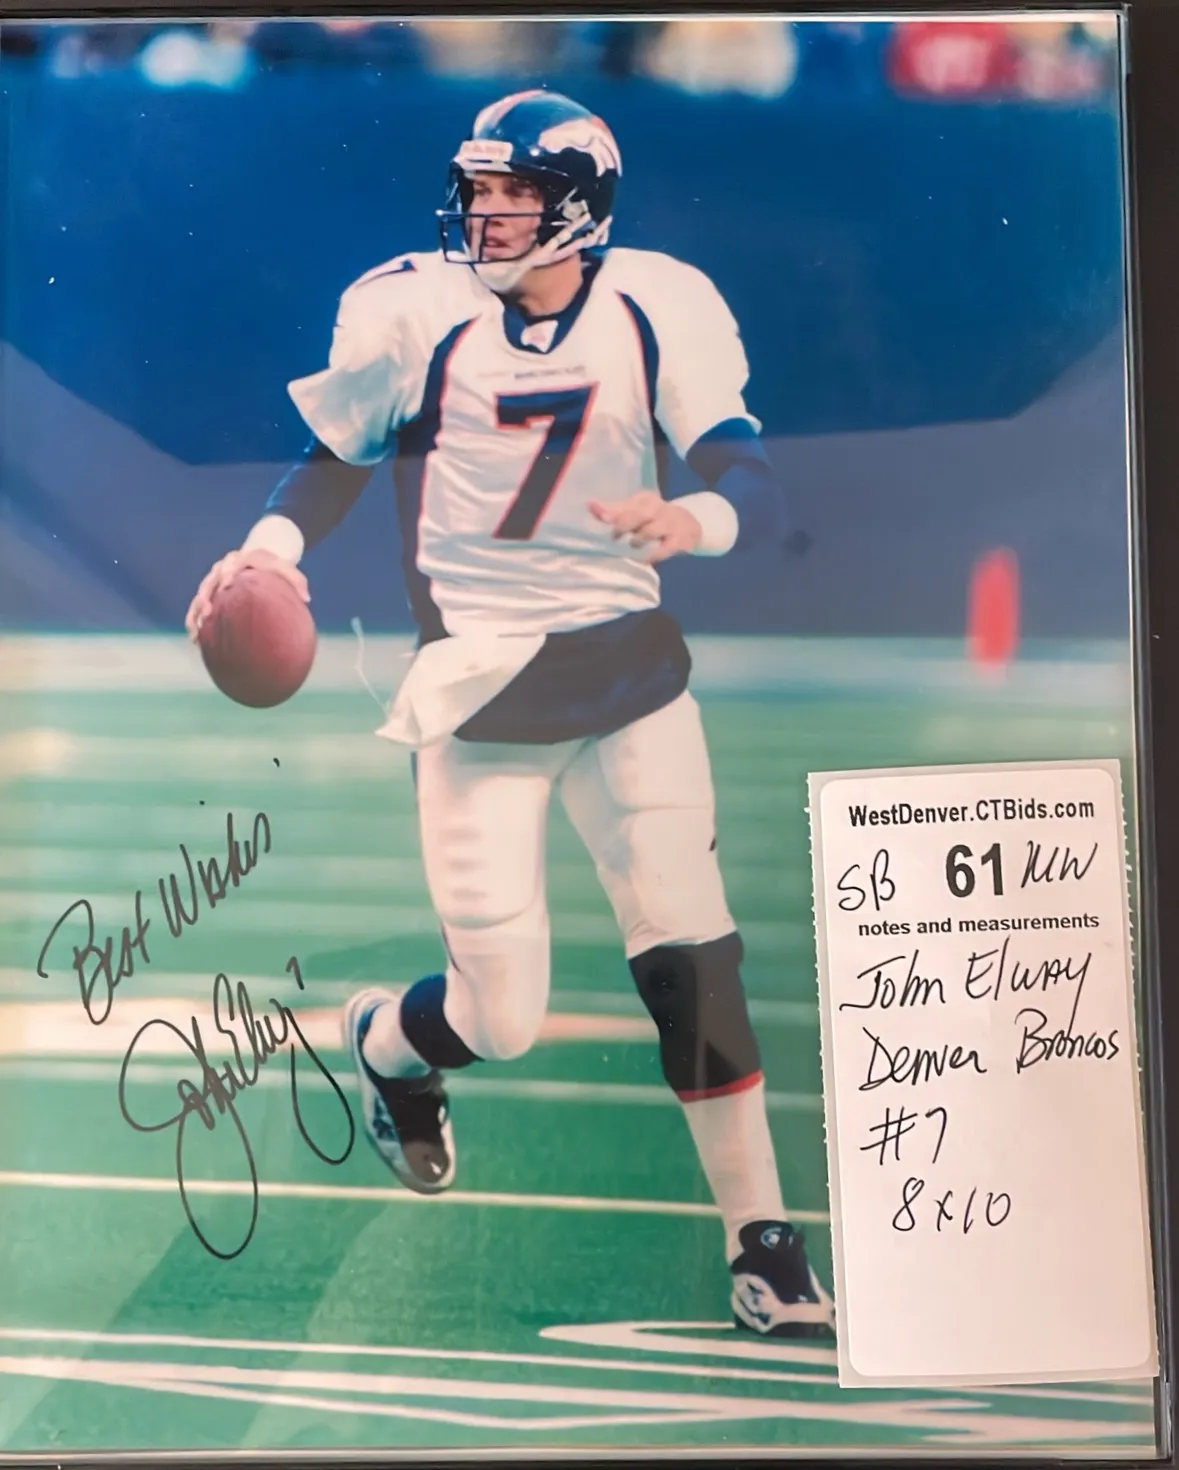 7
Best Wishes
John Elway 7
WestDenver.CTBids.com
SB 61 MW
notes and measurements
John Elway
Denver Broncos
#7
8x10